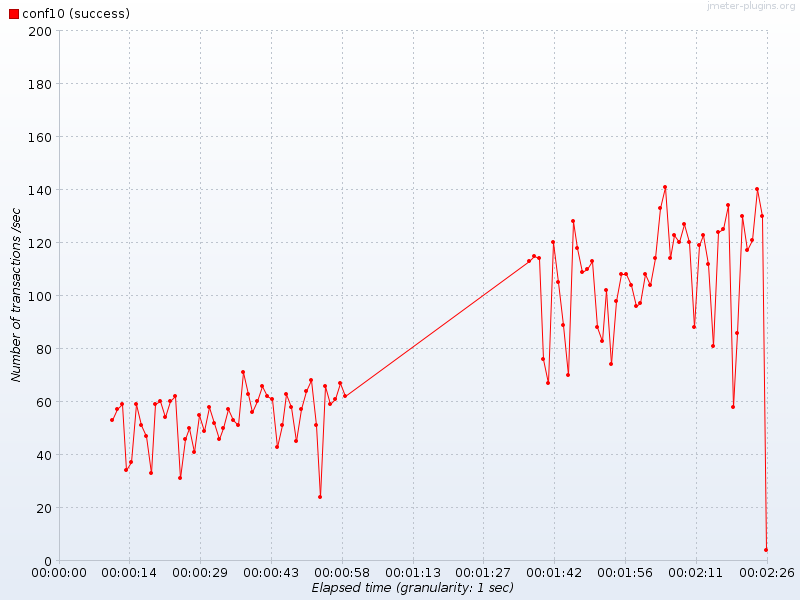 jmeter-plugins.org
conf10 (success)
200
180
160
140
120
100
80
60
40
20
0
Number of transactions /sec
00:00:00 00:00:14 00:00:29 00:00:43 00:00:58 00:01:13 00:01:27 00:01:42 00:01:56 00:02:11 00:02:26
Elapsed time (granularity: 1 sec)